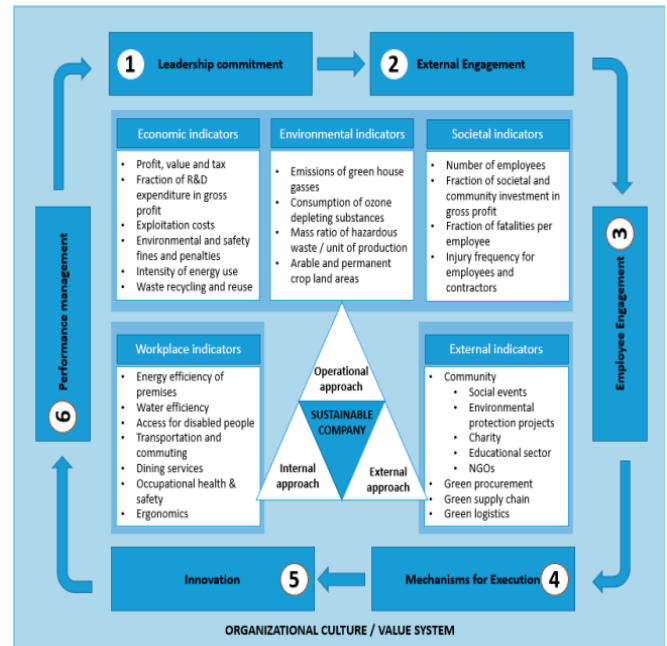 1 Leadership commitment
2 External Engagement
Economic indicators
• Profit, value and tax
• Fraction of R&D
expenditure in gross
profit
• Exploitation costs
• Environmental and safety
fines and penalties
• Intensity of energy use
• Waste recycling and reuse
Environmental indicators
• Emissions of green house
gasses
• Consumption of ozone
depleting substances
• Mass ratio of hazardous
waste / unit of production
• Arable and permanent
crop land areas
Societal indicators
• Number of employees
• Fraction of societal and
community investment in
gross profit
• Fraction of fatalities per
employee
• Injury frequency for
employees and
contractors
3 Employee Engagement
6 Performance management
Workplace indicators
• Energy efficiency of
premises
• Water efficiency
• Access for disabled people
• Transportation and
commuting
• Dining services
• Occupational health &
safety
• Ergonomics
Operational
approach
SUSTAINABLE
COMPANY
Internal
approach
External
approach
External indicators
• Community
• Social events
• Environmental
protection projects
• Charity
• Educational sector
• NGOs
• Green procurement
• Green supply chain
• Green logistics
Innovation 5
Mechanisms for Execution 4
ORGANIZATIONAL CULTURE / VALUE SYSTEM